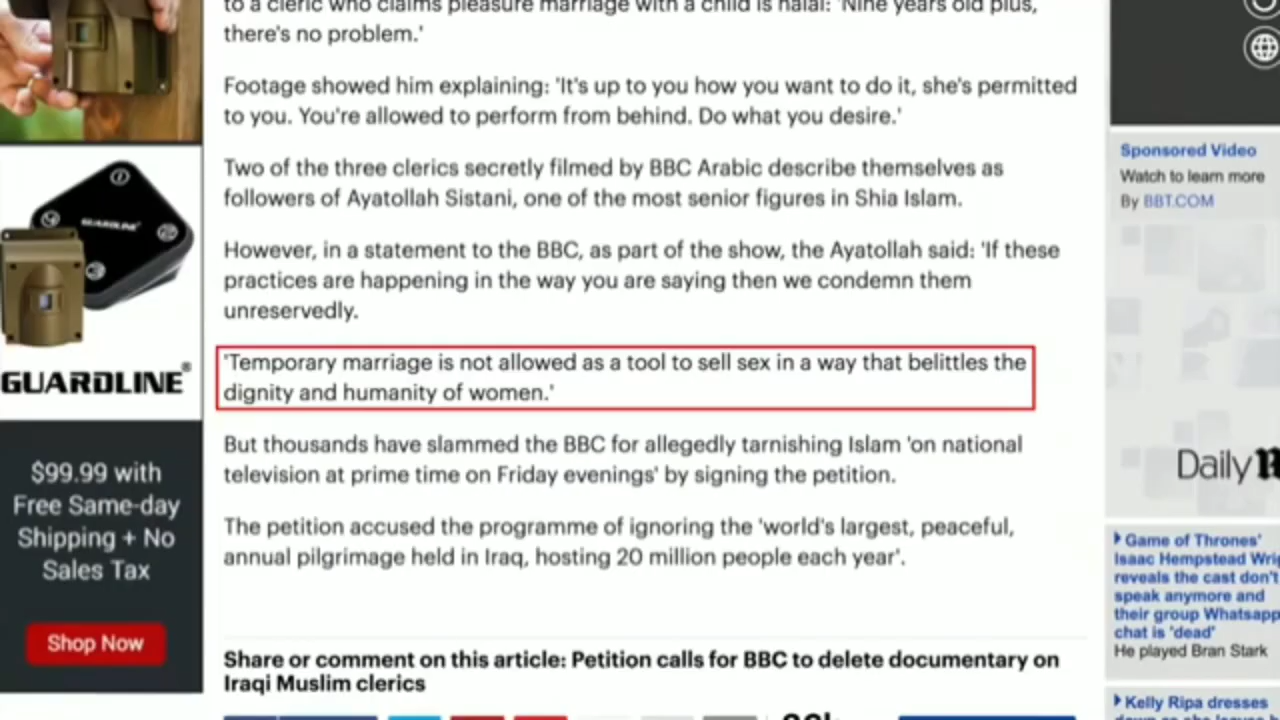 to a cleric who claims pleasure marriage with a child is halal: 'Nine years old plus,
there's no problem.'
Footage showed him explaining: 'It's up to you how you want to do it, she's permitted
to you. You're allowed to perform from behind. Do what you desire.'
Two of the three clerics secretly filmed by BBC Arabic describe themselves as
followers of Ayatollah Sistani, one of the most senior figures in Shia Islam.
However, in a statement to the BBC, as part of the show, the Ayatollah said: 'If these
practices are happening in the way you are saying then we condemn them
unreservedly.
'Temporary marriage is not allowed as a tool to sell sex in a way that belittles the
dignity and humanity of women.'
But thousands have slammed the BBC for allegedly tarnishing Islam 'on national
television at prime time on Friday evenings' by signing the petition.
The petition accused the programme of ignoring the 'world's largest, peaceful,
annual pilgrimage held in Iraq, hosting 20 million people each year'.
Share or comment on this article: Petition calls for BBC to delete documentary on
Iraqi Muslim clerics
GUARDLINE
GUARDLINE®
$99.99 with
Free Same-day
Shipping + No
Sales Tax
Shop Now
Sponsored Video
Watch to learn more
By BBT.COM
Daily
Game of Thrones'
Isaac Hempstead
reveals the cast don't
speak anymore and
their group Whatsapp
chat is 'dead'
He played Bran Stark
Kelly Ripa dresses